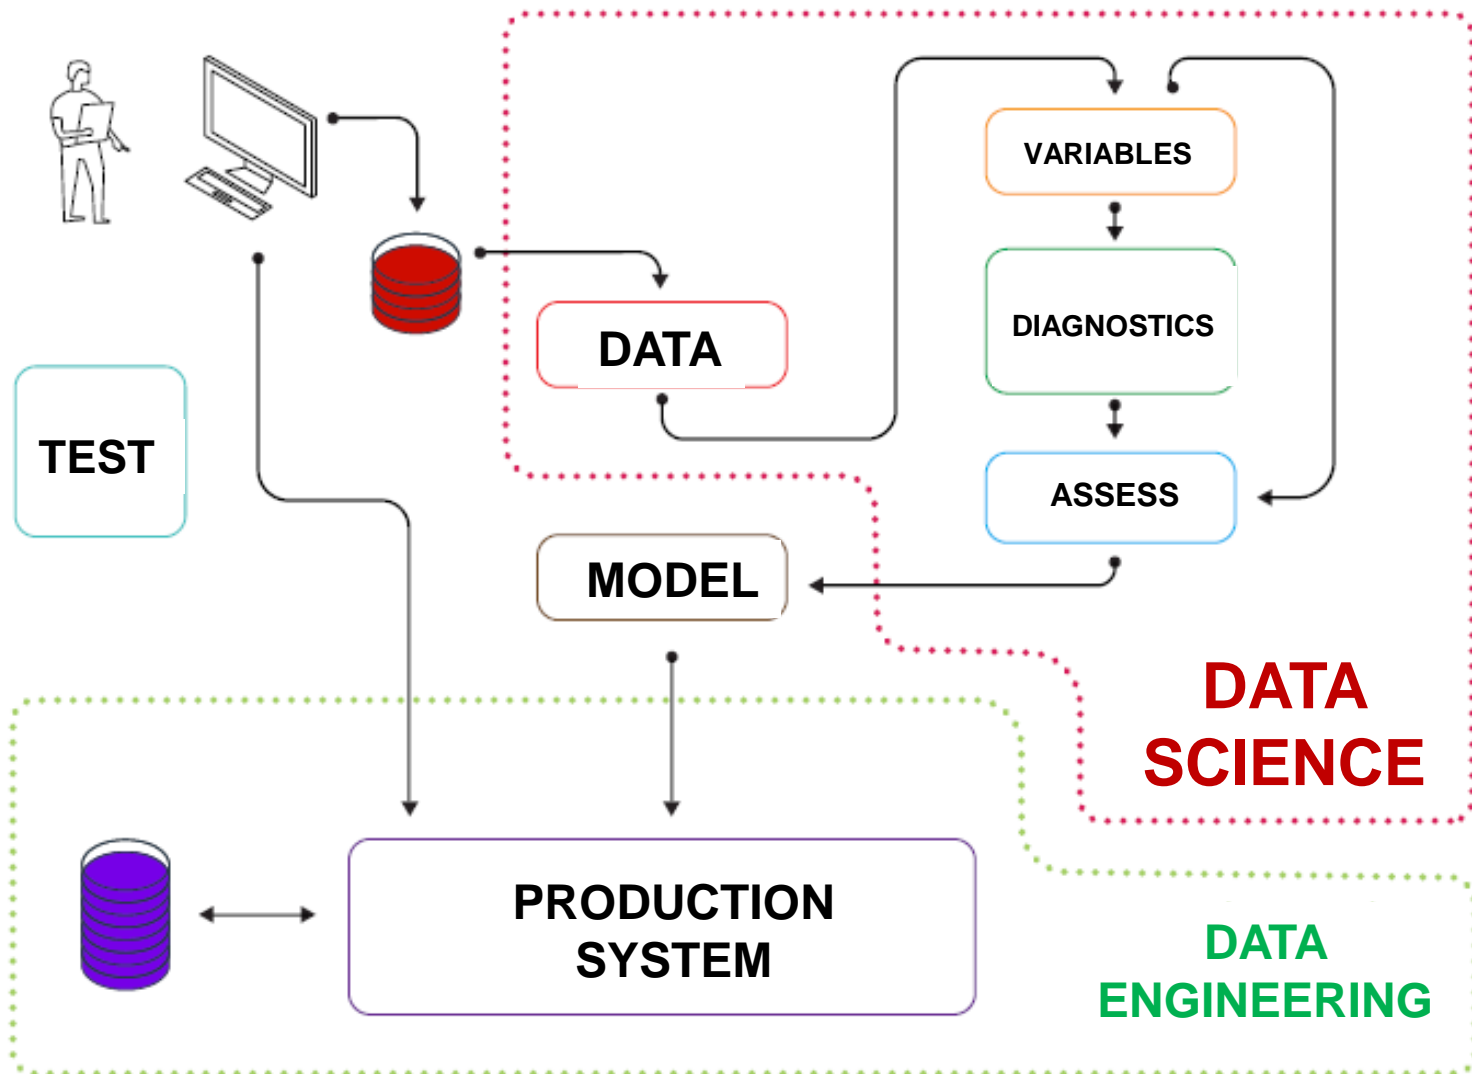 VARIABLES
DIAGNOSTICS
DATA
TEST
ASSESS
MODEL
DATA
SCIENCE
PRODUCTION
SYSTEM
DATA
ENGINEERING